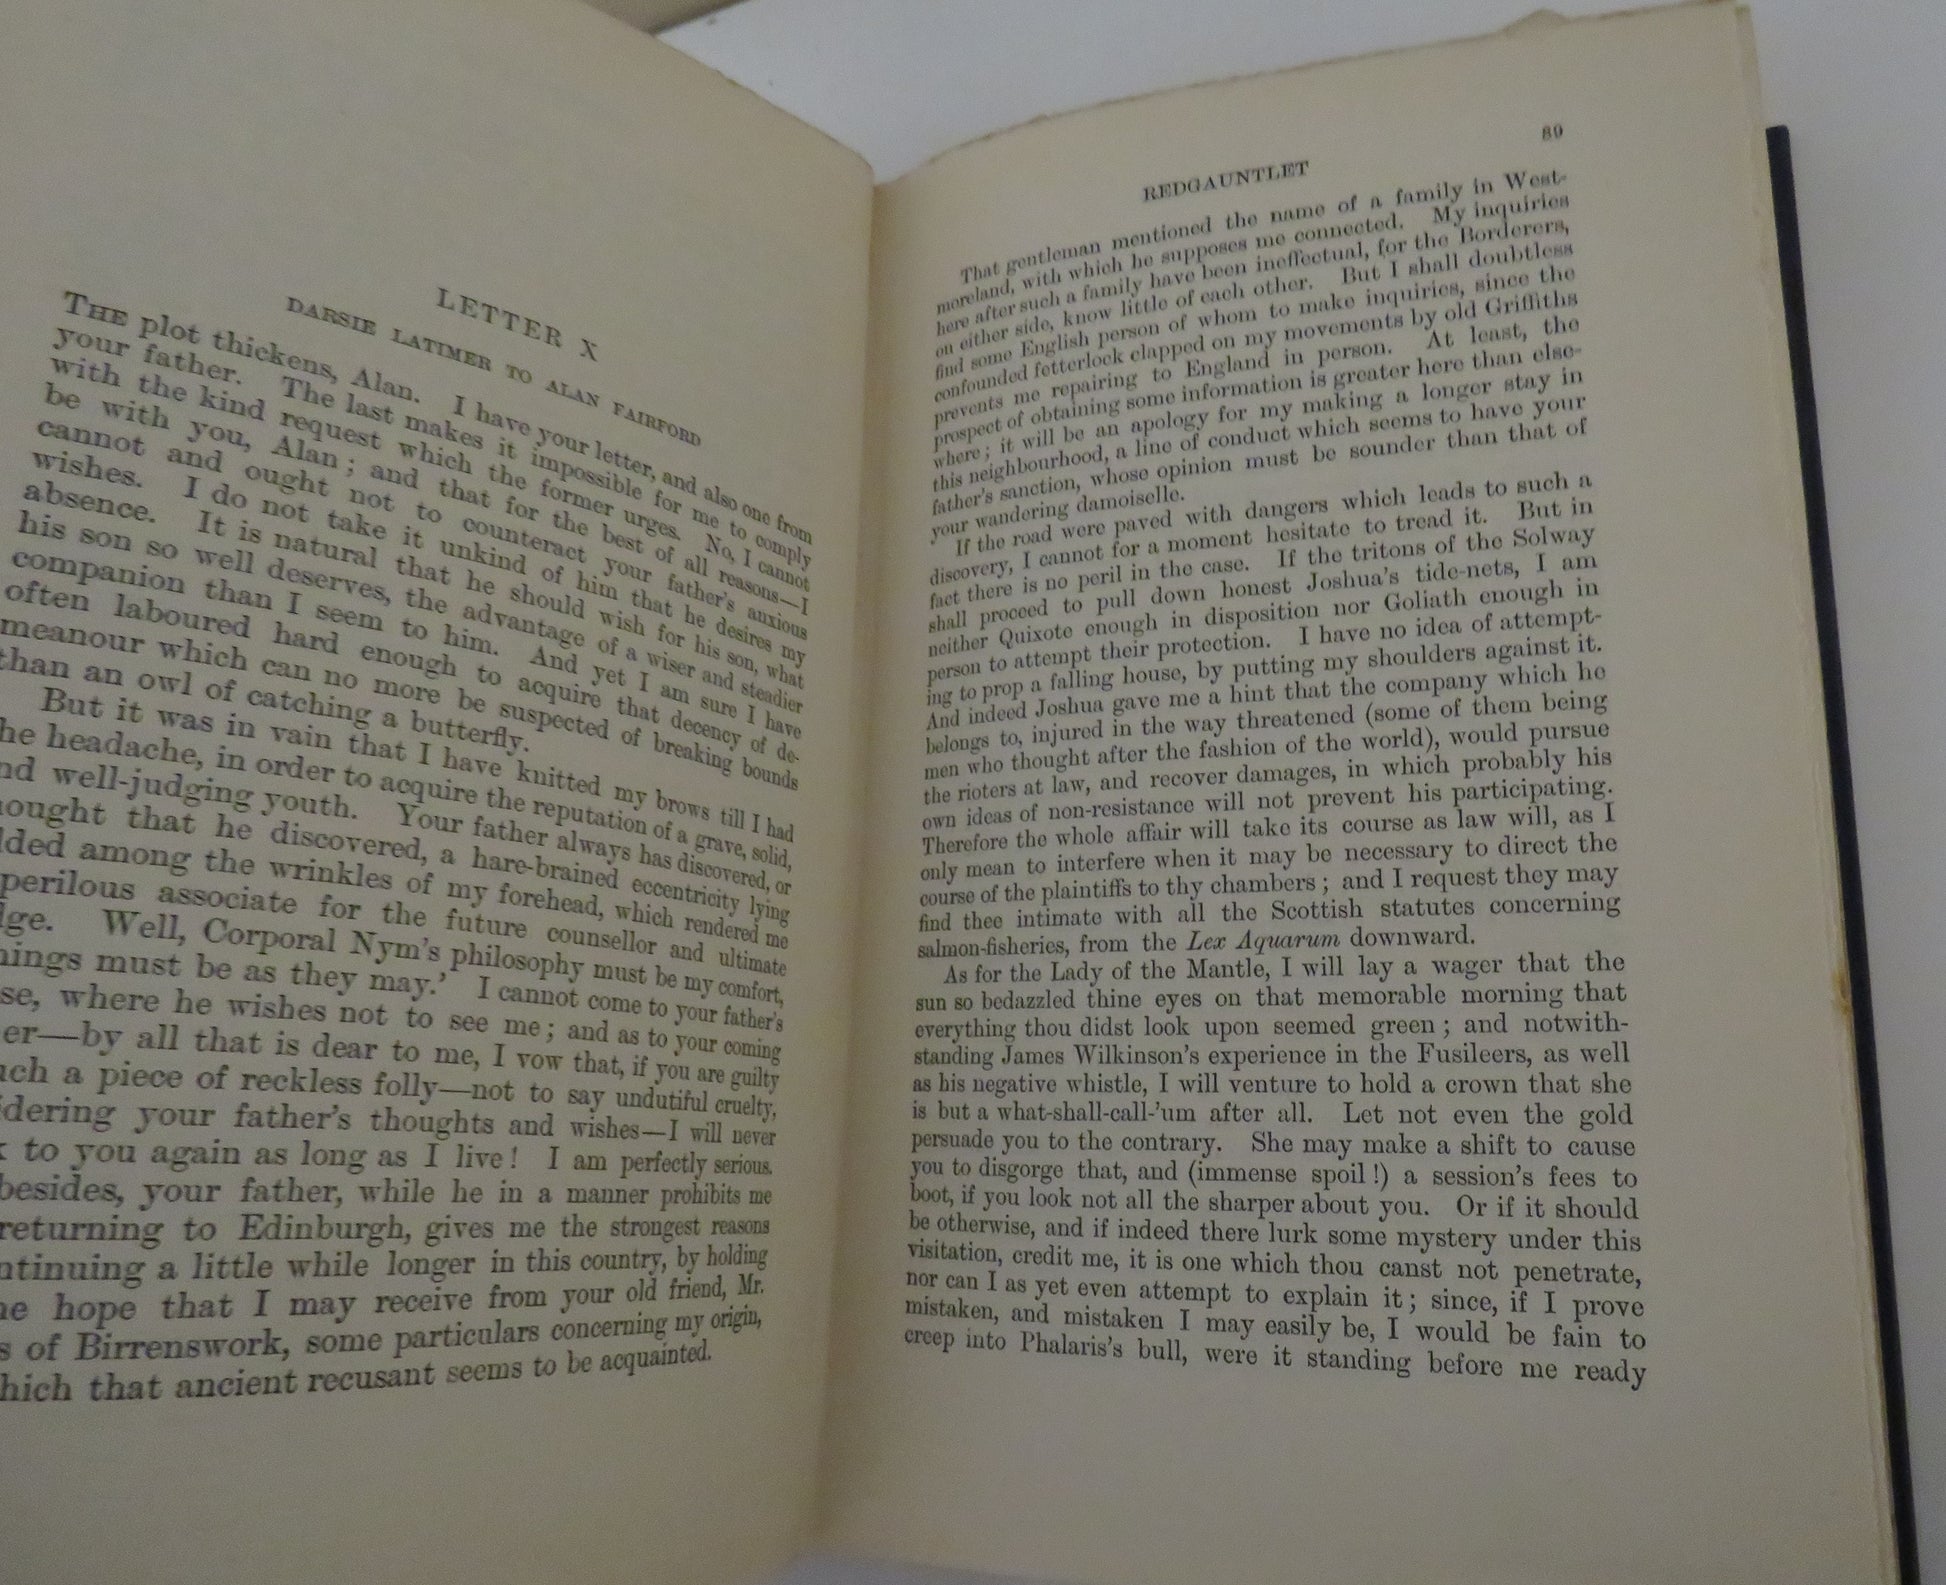 LETTER X
DARSIE LATIMER TO ALAN FAIRFORD
THE plot thickens, Alan. I have your letter, and also one from
your father. The last makes it impossible for me to comply
with the kind request which the former urges. No, I cannot
be with you, Alan; and that for the best of all reasons—I
cannot and ought not to counteract your father's anxious
wishes. I do not take it unkind of him that he desires my
absence. It is natural that he should wish for his son, what
his son so well deserves, the advantage of a wiser and steadier
companion than I seem to him. And yet I am sure I have
often laboured hard enough to acquire that decency of de-
meanour which can no more be suspected of breaking bounds
than an owl of catching a butterfly.
But it was in vain that I have knitted my brows till I had
he headache, in order to acquire the reputation of a grave, solid,
nd well-judging youth. Your father always has discovered, or
hought that he discovered, a hare-brained eccentricity lying
lded among the wrinkles of my forehead, which rendered me
perilous associate for the future counsellor and ultimate
dge. Well, Corporal Nym's philosophy must be my comfort,
hings must be as they may.' I cannot come to your father's
se, where he wishes not to see me; and as to your coming
er—by all that is dear to me, I vow that, if you are guilty
uch a piece of reckless folly—not to say undutiful cruelty,
dering your father's thoughts and wishes—I will never
k to you again as long as I live! I am perfectly serious.
besides, your father, while he in a manner prohibits me
returning to Edinburgh, gives me the strongest reasons
ntinuing a little while longer in this country, by holding
he hope that I may receive from your old friend, Mr.
s of Birrenswork, some particulars concerning my origin,
hich that ancient recusant seems to be acquainted.
REDGAUNTLET 89
That gentleman mentioned the name of a family in West-
moreland, with which he supposes me connected. My inquiries
here after such a family have been ineffectual, for the Borderers,
on either side, know little of each other. But I shall doubtless
find some English person of whom to make inquiries, since the
confounded fetterlock clapped on my movements by old Griffiths
prevents me repairing to England in person. At least, the
prospect of obtaining some information is greater here than else-
where; it will be an apology for my making a longer stay in
this neighbourhood, a line of conduct which seems to have your
father's sanction, whose opinion must be sounder than that of
your wandering damoiselle.
If the road were paved with dangers which leads to such a
discovery, I cannot for a moment hesitate to tread it. But in
fact there is no peril in the case. If the tritons of the Solway
shall proceed to pull down honest Joshua's tide-nets, I am
neither Quixote enough in disposition nor Goliath enough in
person to attempt their protection. I have no idea of attempt-
ing to prop a falling house, by putting my shoulders against it.
And indeed Joshua gave me a hint that the company which he
belongs to, injured in the way threatened (some of them being
men who thought after the fashion of the world), would pursue
the rioters at law, and recover damages, in which probably his
own ideas of non-resistance will not prevent his participating.
Therefore the whole affair will take its course as law will, as I
only mean to interfere when it may be necessary to direct the
course of the plaintiffs to thy chambers; and I request they may
find thee intimate with all the Scottish statutes concerning
salmon-fisheries, from the Lex Aquarum downward.
As for the Lady of the Mantle, I will lay a wager that the
sun so bedazzled thine eyes on that memorable morning that
everything thou didst look upon seemed green; and notwith-
standing James Wilkinson's experience in the Fusileers, as well
as his negative whistle, I will venture to hold a crown that she
is but a what-shall-call-'um after all. Let not even the gold
persuade you to the contrary. She may make a shift to cause
you to disgorge that, and (immense spoil!) a session's fees to
boot, if you look not all the sharper about you. Or if it should
be otherwise, and if indeed there lurk some mystery under this
visitation, credit me, it is one which thou canst not penetrate,
nor can I as yet even attempt to explain it; since, if I prove
mistaken, and mistaken I may easily be, I would be fain to
creep into Phalaris's bull, were it standing before me ready